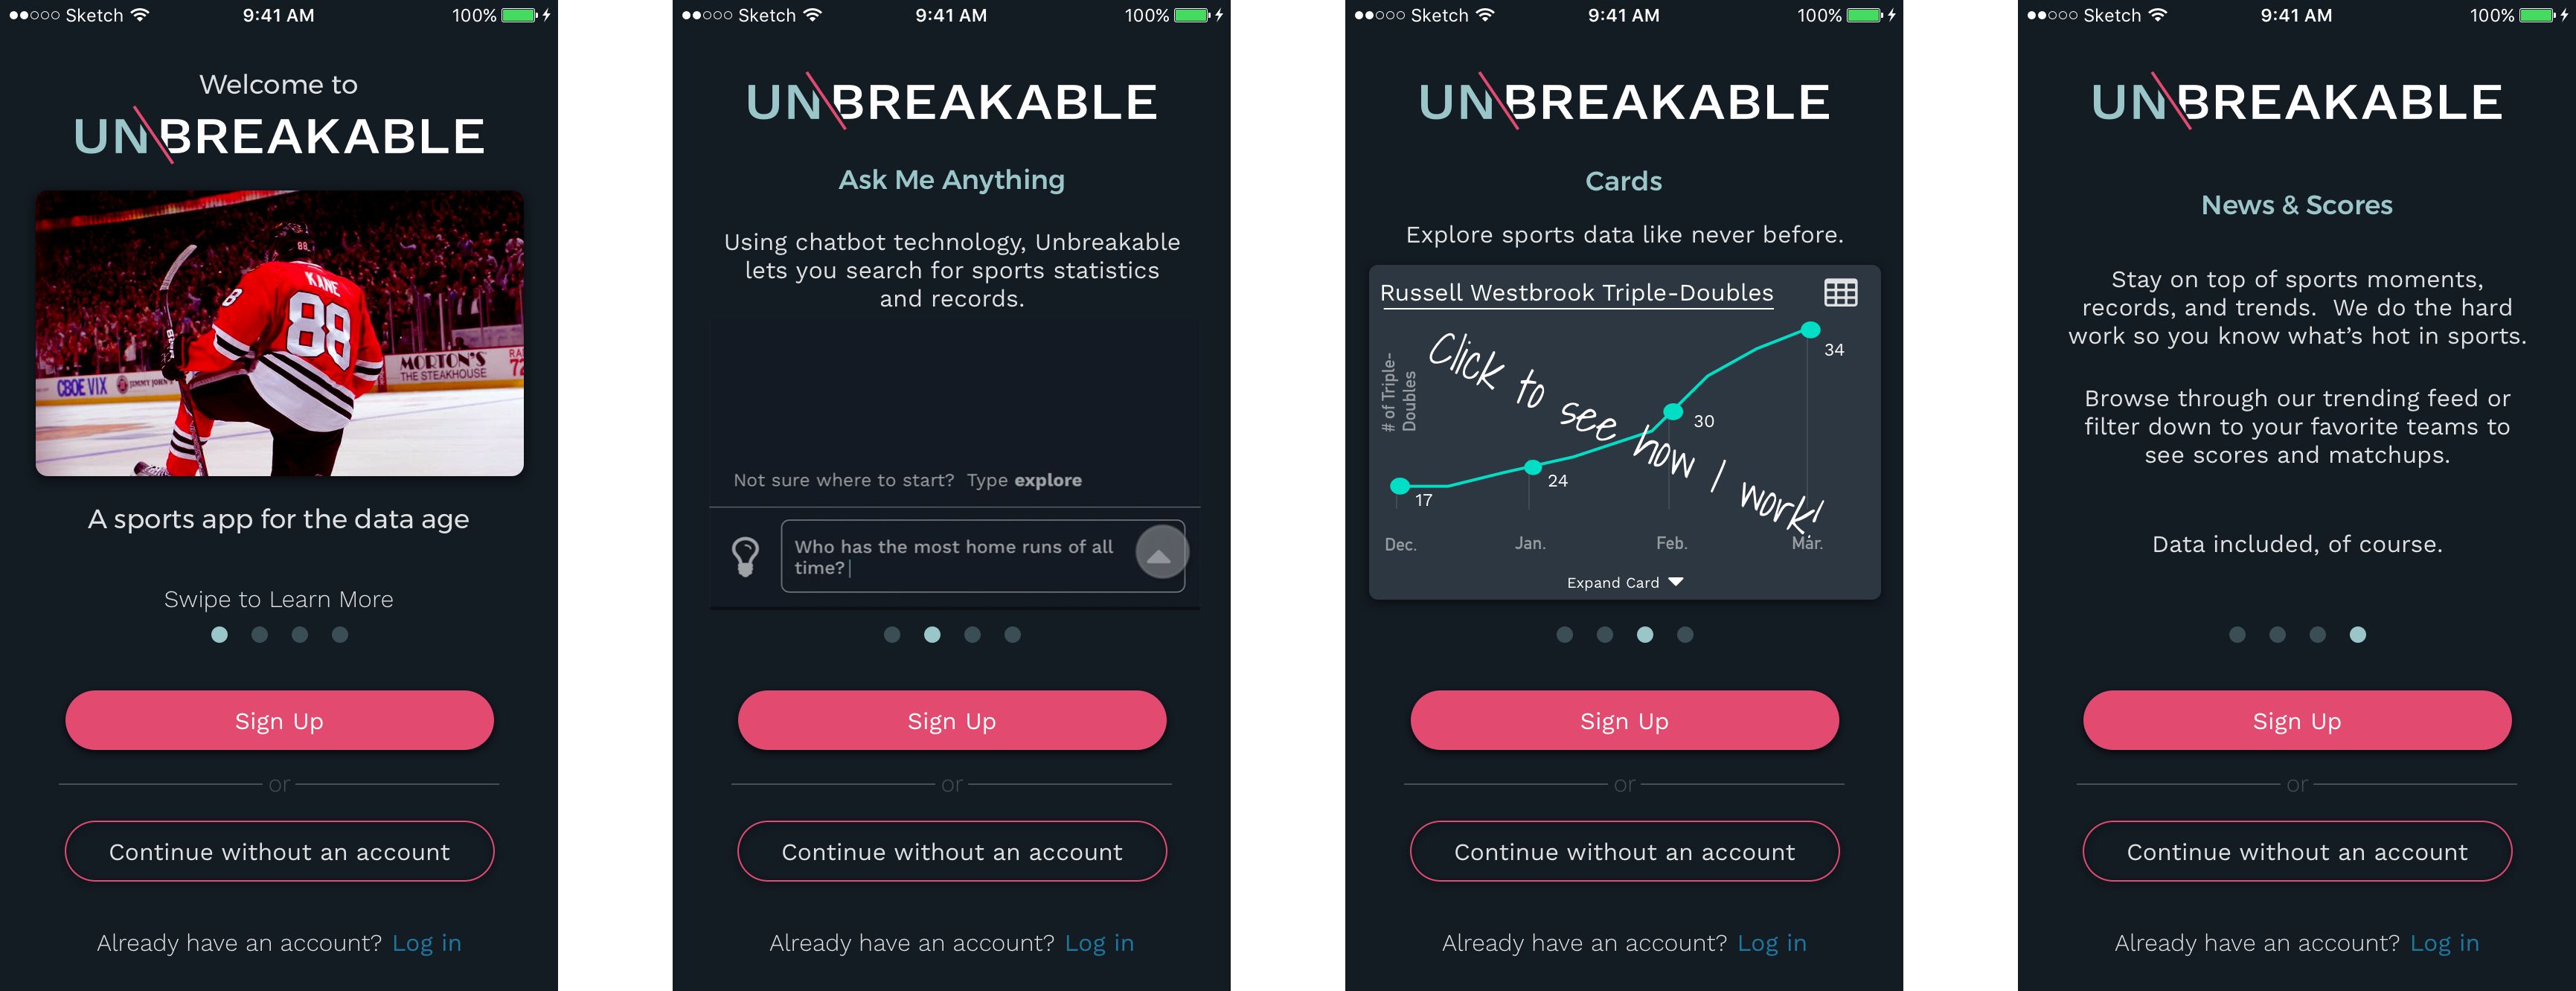 Sketch 9:41 AM 100%
Welcome to
UNBREAKABLE
88
KANE
88
8
CBOE VIX JIMMY JOHN'S MORTON'S
THE STEAKHOUSE
A sports app for the data age
Swipe to Learn More
Sign Up
or
Continue without an account
Already have an account? Log in
Sketch 9:41 AM 100%
UNBREAKABLE
Ask Me Anything
Using chatbot technology, Unbreakable
lets you search for sports statistics
and records.
Not sure where to start? Type explore
Who has the most home runs of all
time?
Sign Up
or
Continue without an account
Already have an account? Log in
Sketch 9:41 AM 100%
UNBREAKABLE
Cards
Explore sports data like never before.
Russell Westbrook Triple-Doubles
# of Triple-
Doubles
Click to see how I work!
34
30
24
17
Dec. Jan. Feb. Mar.
Expand Card
Sign Up
or
Continue without an account
Already have an account? Log in
Sketch 9:41 AM 100%
UNBREAKABLE
News & Scores
Stay on top of sports moments,
records, and trends. We do the hard
work so you know what's hot in sports.
Browse through our trending feed or
filter down to your favorite teams to
see scores and matchups.
Data included, of course.
Sign Up
or
Continue without an account
Already have an account? Log in